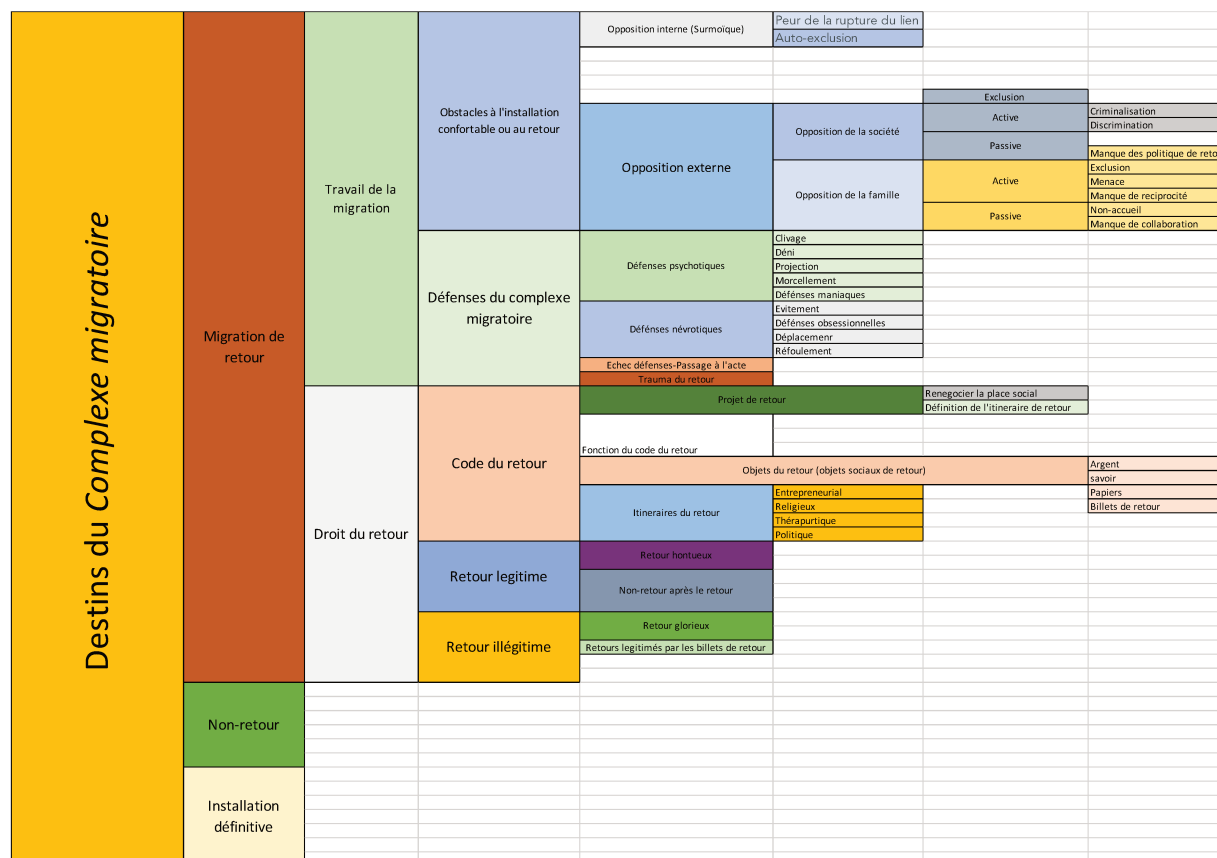 Destins du Complexe migratoire
Migration de
retour
Travail de la
migration
Obstacles à l'installation
confortable ou au retour
Opposition interne (Surmoïque)
Peur de la rupture du lien
Auto-exclusion
Opposition externe
Opposition de la société
Exclusion
Active
Criminalisation
Discrimination
Passive
Manque des politique de reto
Opposition de la famille
Active
Exclusion
Menace
Manque de reciprocité
Passive
Non-accueil
Manque de collaboration
Défenses du complexe
migratoire
Défenses psychotiques
Clivage
Déni
Projection
Morcellement
Défénses maniaques
Défénses névrotiques
Evitement
Défénses obsessionnelles
Déplacemenr
Réfoulement
Echec défenses-Passage à l'acte
Trauma du retour
Droit du retour
Code du retour
Projet de retour
Renegocier la place social
Définition de l'itineraire de retour
Fonction du code du retour
Objets du retour (objets sociaux de retour)
Argent
savoir
Papiers
Billets de retour
Itineraires du retour
Entrepreneurial
Religieux
Thérapurtique
Politique
Retour legitime
Retour hontueux
Non-retour après le retour
Retour illégitime
Retour glorieux
Retours legitimés par les billets de retour
Non-retour
Installation
définitive